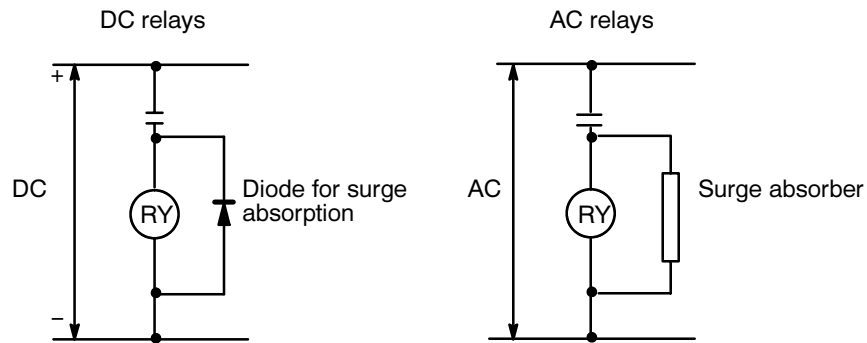 DC relays
AC relays
+
DC
RY
Diode for surge
absorption
−
AC
RY
Surge absorber